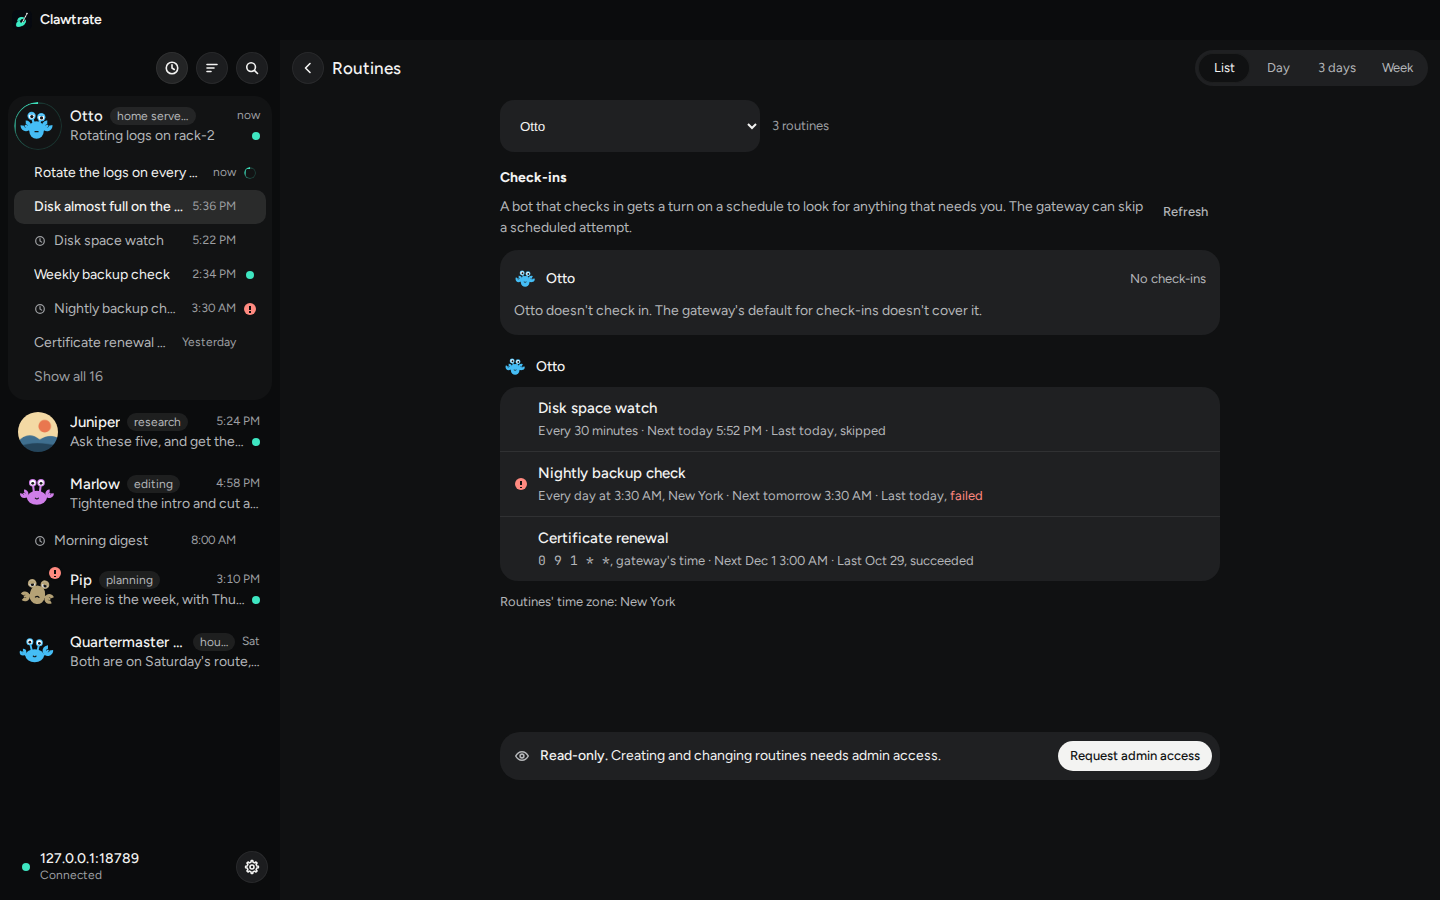 Clawtrate
Routines
List
Day
3 days
Week
Otto
home serve...
now
Rotating logs on rack-2
Rotate the logs on every ...
now
Disk almost full on the ...
5:36 PM
Disk space watch
5:22 PM
Weekly backup check
2:34 PM
Nightly backup ch...
3:30 AM
Certificate renewal ...
Yesterday
Show all 16
Juniper
research
5:24 PM
Ask these five, and get the...
Marlow
editing
4:58 PM
Tightened the intro and cut a...
Morning digest
8:00 AM
Pip
planning
3:10 PM
Here is the week, with Thu...
Quartermaster ...
hou...
Sat
Both are on Saturday's route,...
127.0.0.1:18789
Connected
Otto
3 routines
Check-ins
A bot that checks in gets a turn on a schedule to look for anything that needs you. The gateway can skip
a scheduled attempt.
Refresh
Otto
No check-ins
Otto doesn't check in. The gateway's default for check-ins doesn't cover it.
Otto
Disk space watch
Every 30 minutes · Next today 5:52 PM · Last today, skipped
Nightly backup check
Every day at 3:30 AM, New York · Next tomorrow 3:30 AM · Last today, failed
Certificate renewal
0 9 1 * *, gateway's time · Next Dec 1 3:00 AM · Last Oct 29, succeeded
Routines' time zone: New York
Read-only. Creating and changing routines needs admin access.
Request admin access